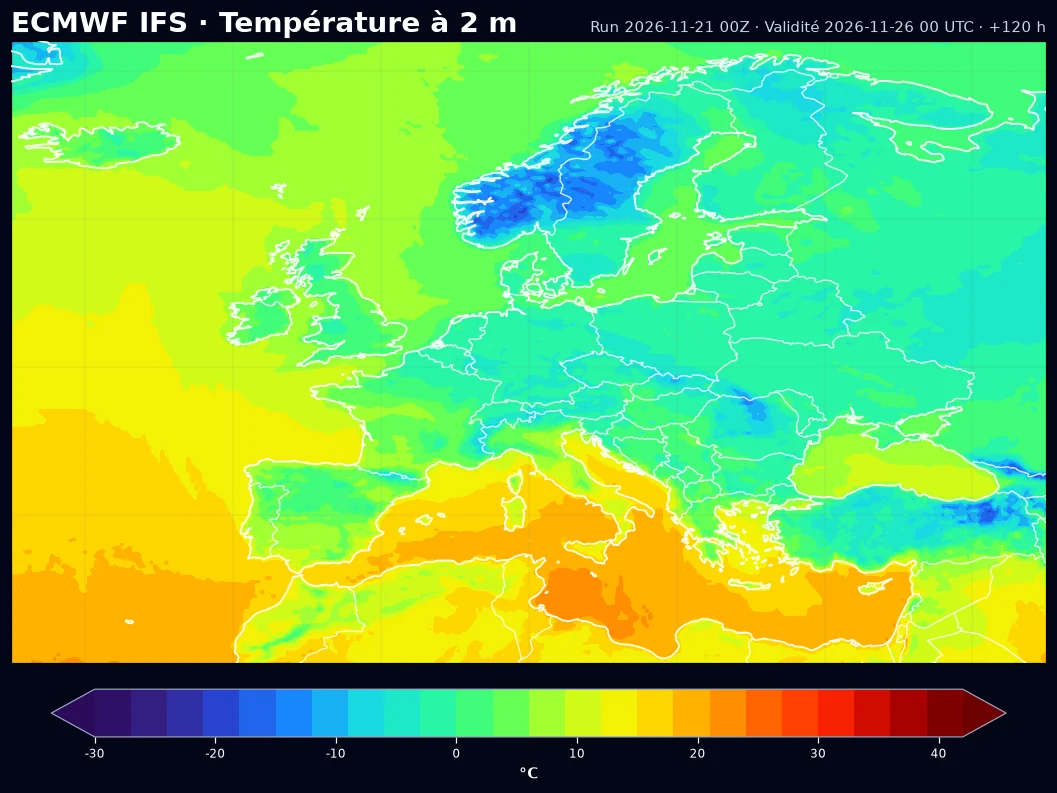 ECMWF IFS · Température à 2 m
Run 2026-11-21 00Z · Validité 2026-11-26 00 UTC · +120 h
-30 -20 -10 0 10 20 30 40
°C